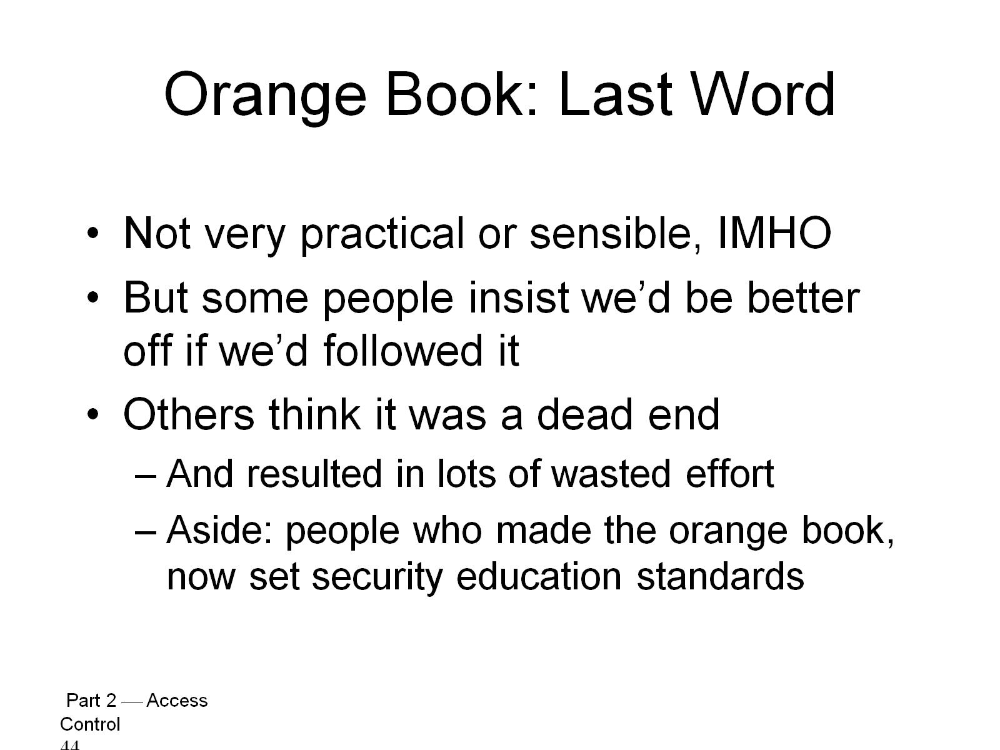 Orange Book: Last Word
• Not very practical or sensible, IMHO
• But some people insist we’d be better
off if we’d followed it
• Others think it was a dead end
– And resulted in lots of wasted effort
– Aside: people who made the orange book,
now set security education standards
Part 2 — Access
Control
44